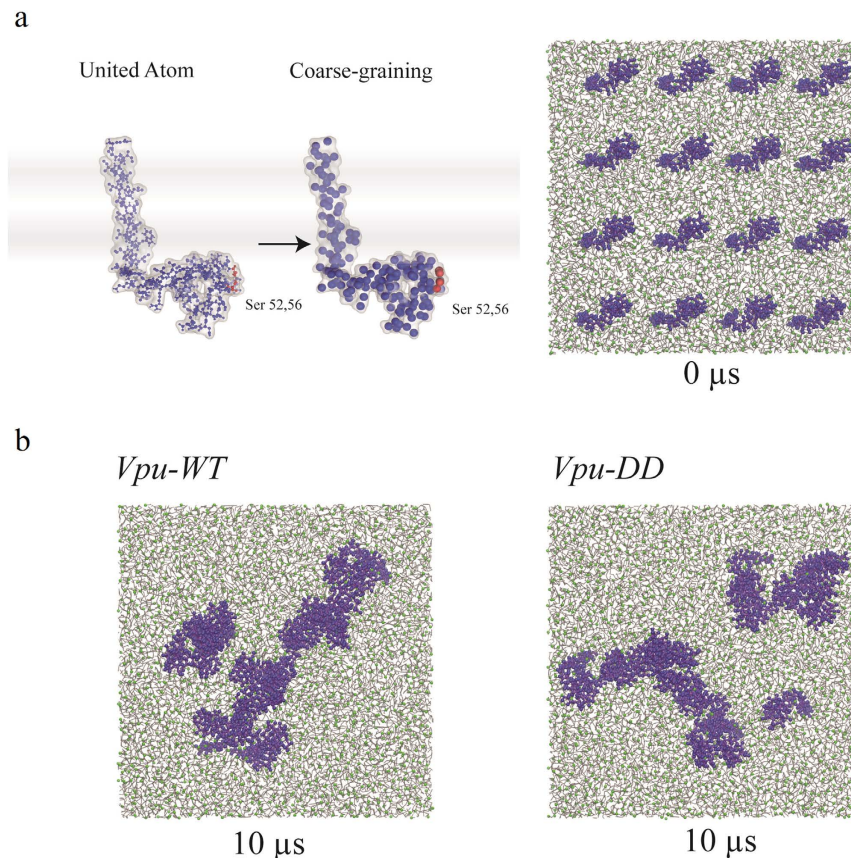 a
United Atom
Coarse-graining
Ser 52,56
Ser 52,56
0 µs
b
Vpu-WT
Vpu-DD
10 µs
10 µs